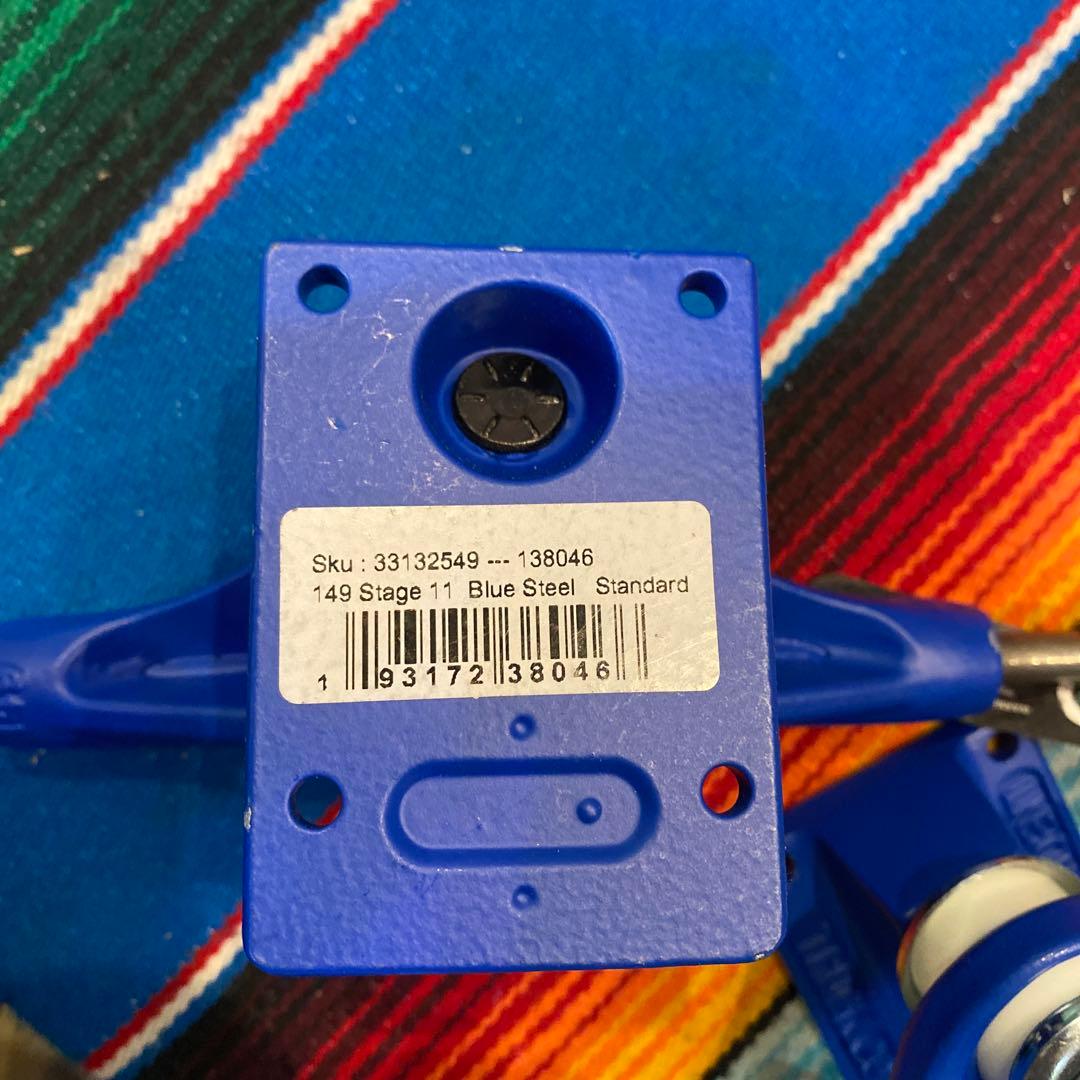 Sku : 33132549 --- 138046
149 Stage 11 Blue Steel Standard
1 93172 38046